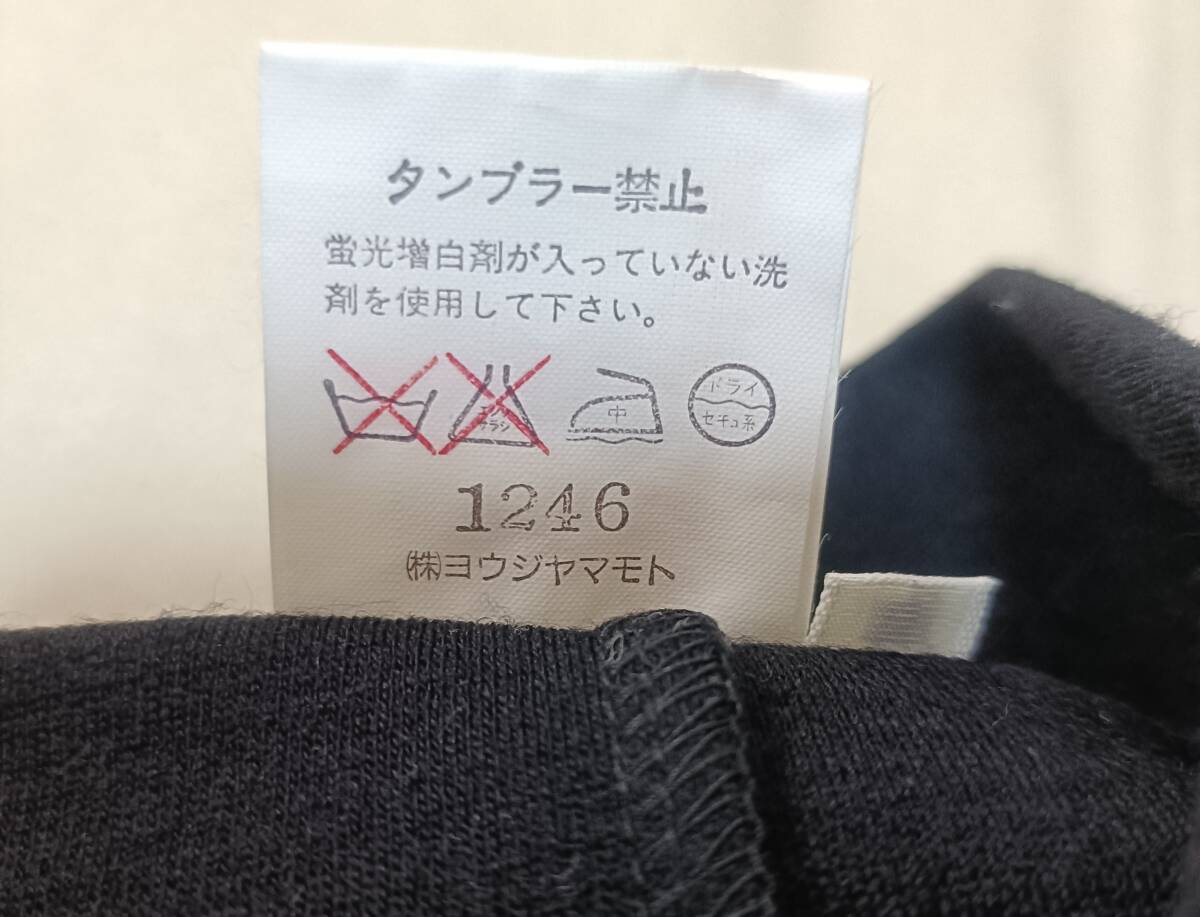 タンブラー禁止
蛍光増白剤が入っていない洗
剤を使用して下さい。
エンソ
サラシ
中
ドライ
セキユ系
1246
㈱ヨウジヤマモト